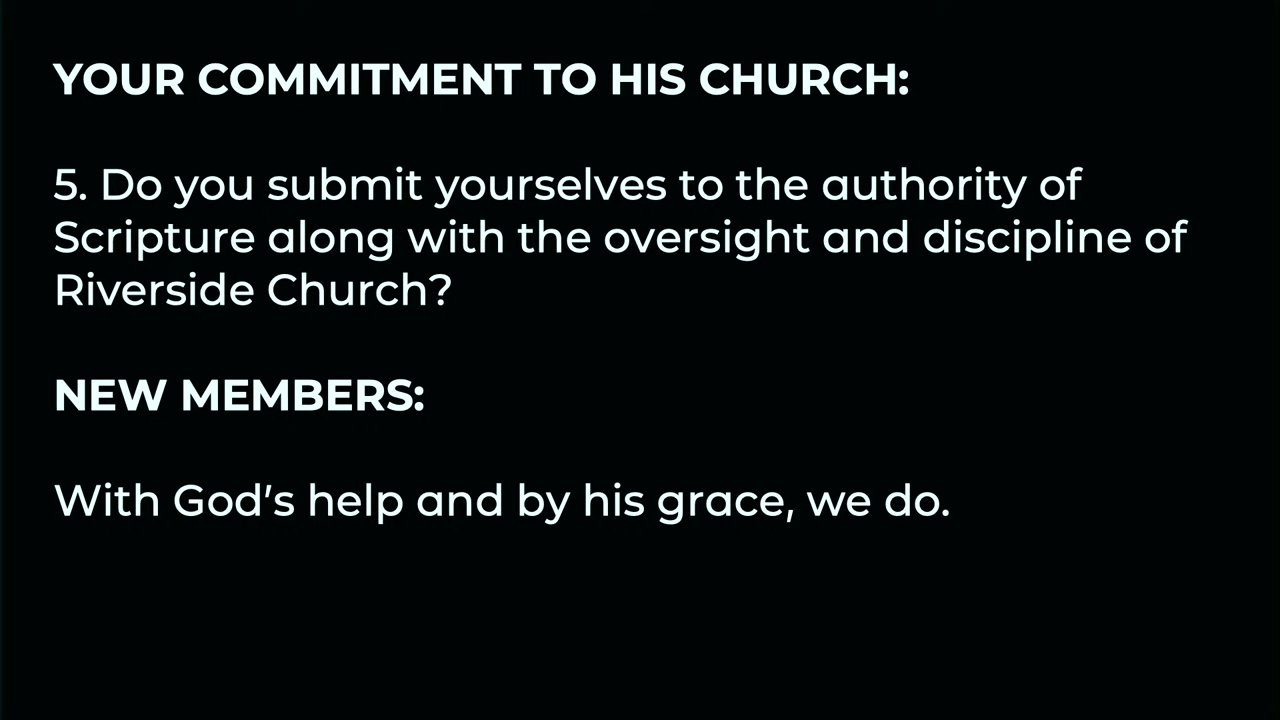 YOUR COMMITMENT TO HIS CHURCH:
5. Do you submit yourselves to the authority of
Scripture along with the oversight and discipline of
Riverside Church?
NEW MEMBERS:
With God's help and by his grace, we do.